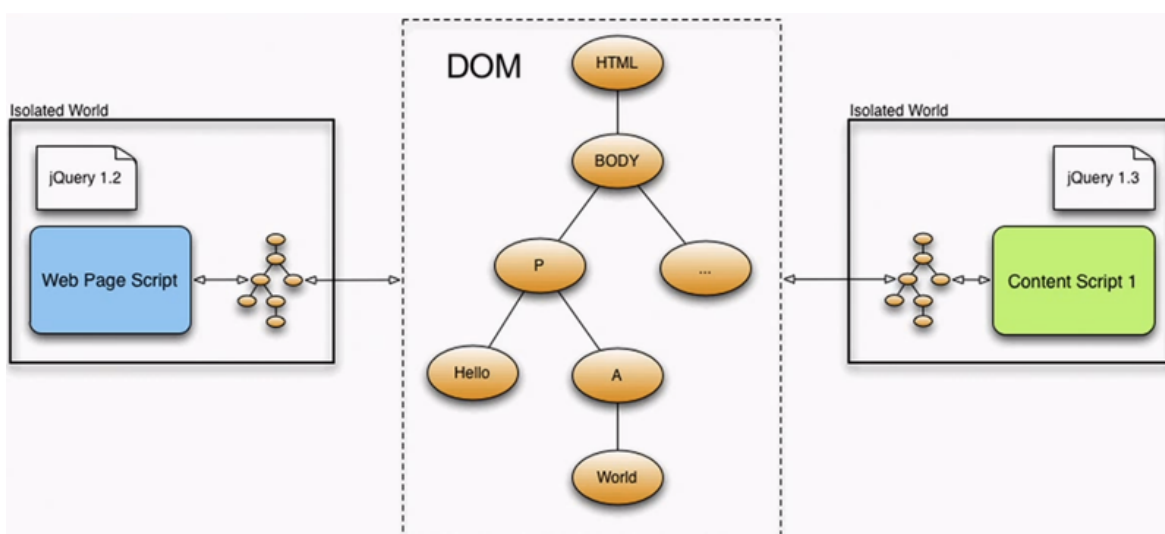 DOM
HTML
Isolated World
Isolated World
BODY
jQuery 1.2
jQuery 1.3
Web Page Script
P
...
Content Script 1
Hello
A
World